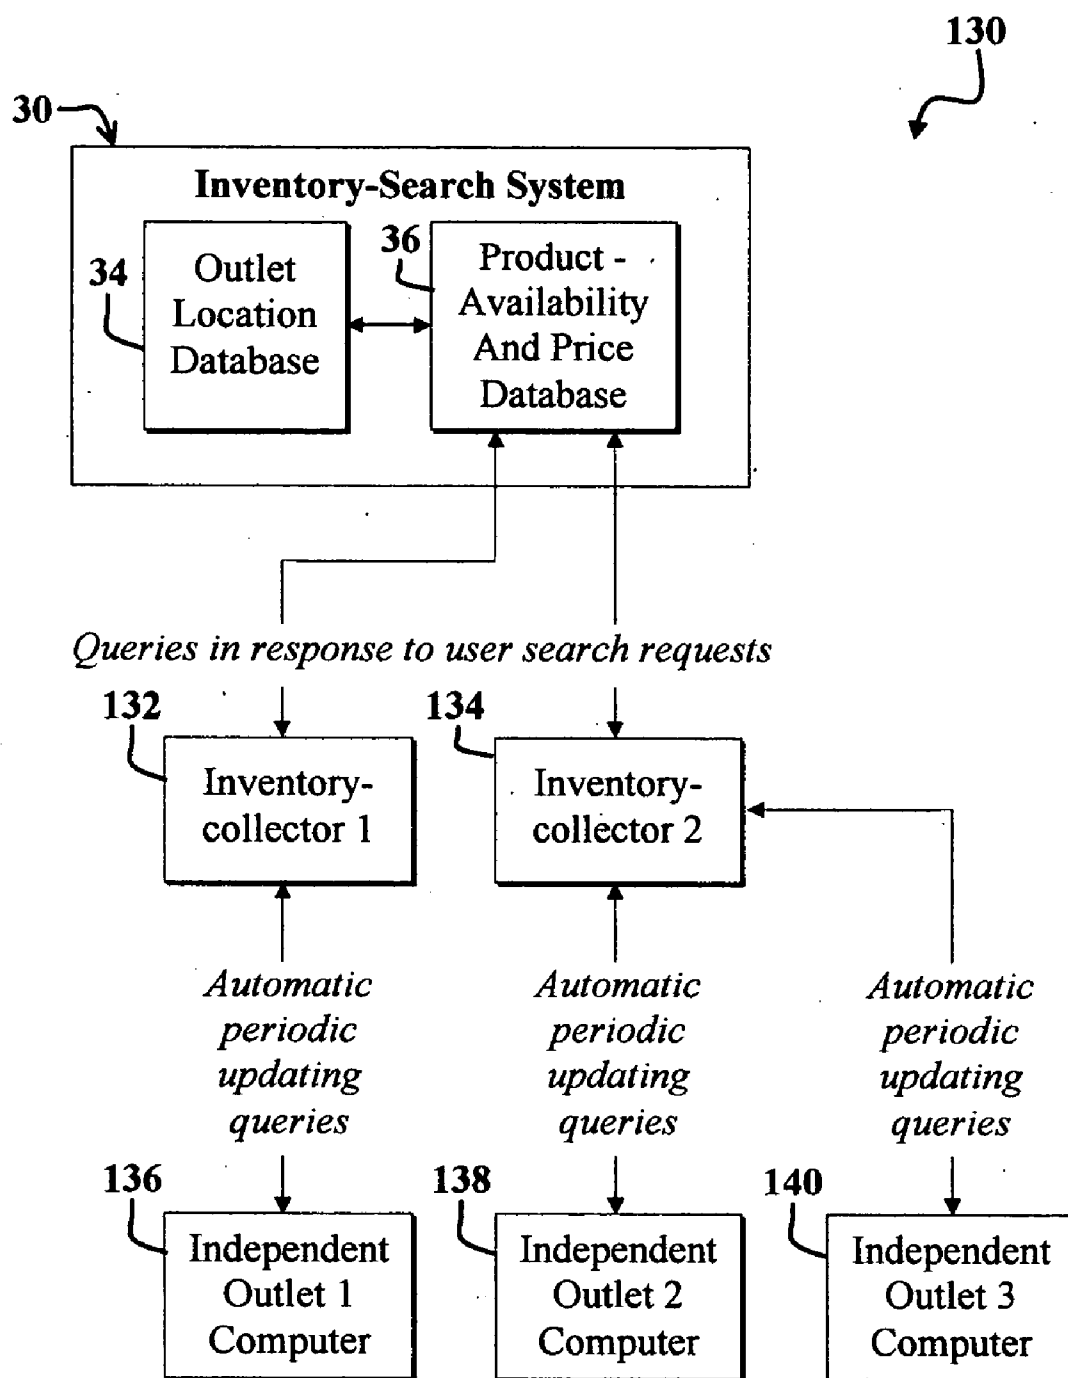 130
30
Inventory-Search System
34
Outlet
Location
Database
36
Product -
Availability
And Price
Database
Queries in response to user search requests
132
Inventory-
collector 1
134
Inventory-
collector 2
Automatic
periodic
updating
queries
Automatic
periodic
updating
queries
Automatic
periodic
updating
queries
136
Independent
Outlet 1
Computer
138
Independent
Outlet 2
Computer
140
Independent
Outlet 3
Computer